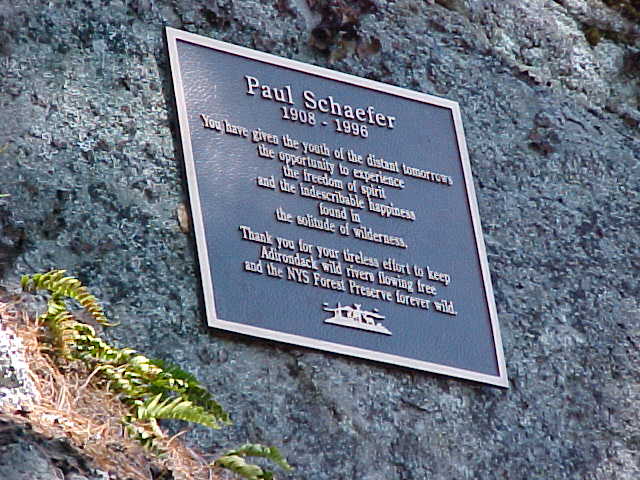 Paul Schaefer
1908 - 1996
You have given the youth of the distant tomorrows
the opportunity to experience
the freedom of spirit
and the indescribable happiness
found in
the solitude of wilderness.
Thank you for your tireless effort to keep
Adirondack wild rivers flowing free
and the NYS Forest Preserve forever wild.